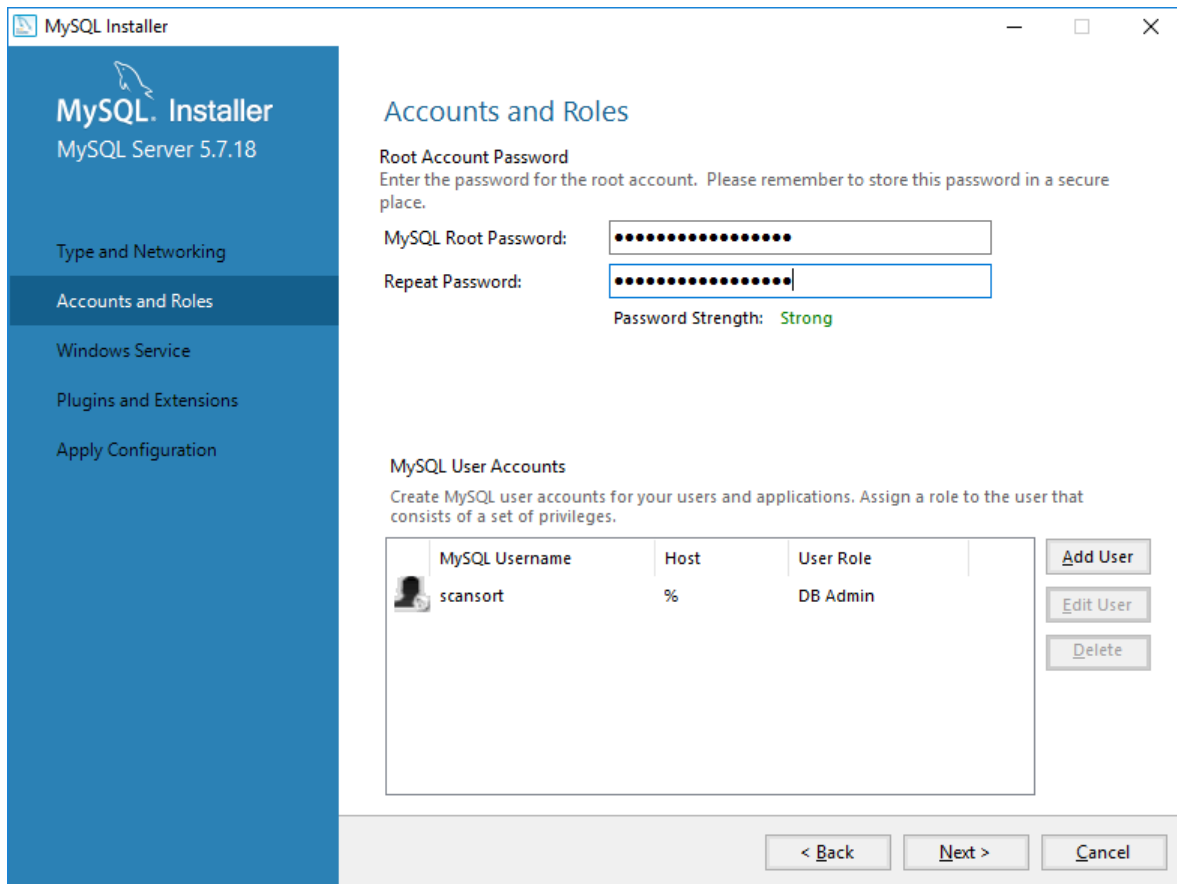 MySQL Installer
MySQL. Installer
MySQL Server 5.7.18
Type and Networking
Accounts and Roles
Windows Service
Plugins and Extensions
Apply Configuration
Accounts and Roles
Root Account Password
Enter the password for the root account.  Please remember to store this password in a secure
place.
MySQL Root Password: •••••••••••••••••
Repeat Password: •••••••••••••••••
Password Strength: Strong
MySQL User Accounts
Create MySQL user accounts for your users and applications. Assign a role to the user that
consists of a set of privileges.
MySQL Username Host User Role
scansort % DB Admin
Add User
Edit User
Delete
< Back Next > Cancel